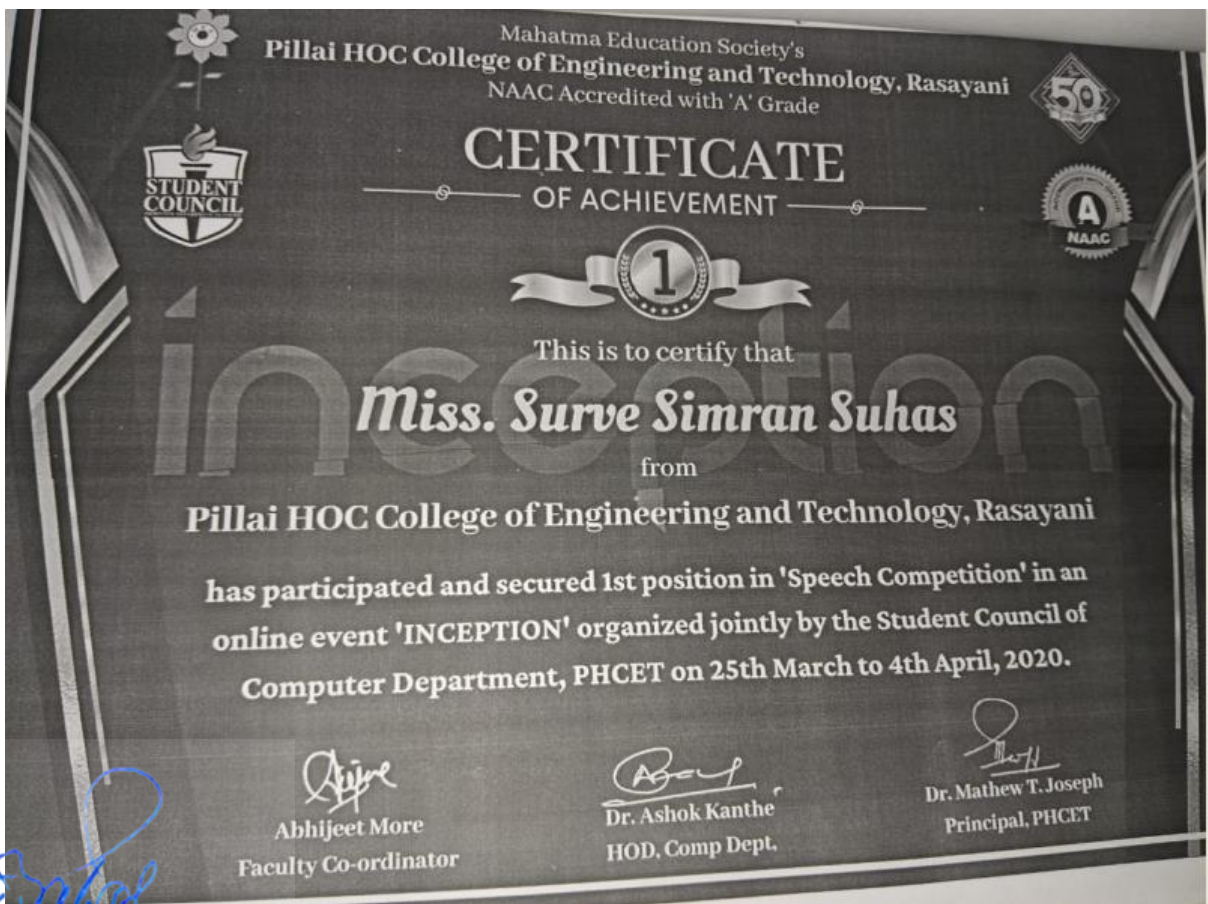 Mahatma Education Society's
Pillai HOC College of Engineering and Technology, Rasayani
NAAC Accredited with 'A' Grade
50
CERTIFICATE
OF ACHIEVEMENT
STUDENT
COUNCIL
A
NAAC
1
inception
This is to certify that
Miss. Surve Simran Suhas
from
Pillai HOC College of Engineering and Technology, Rasayani
has participated and secured 1st position in 'Speech Competition' in an
online event 'INCEPTION' organized jointly by the Student Council of
Computer Department, PHCET on 25th March to 4th April, 2020.
Abhijeet More
Faculty Co-ordinator
Dr. Ashok Kanthe
HOD, Comp Dept,
Dr. Mathew T. Joseph
Principal, PHCET